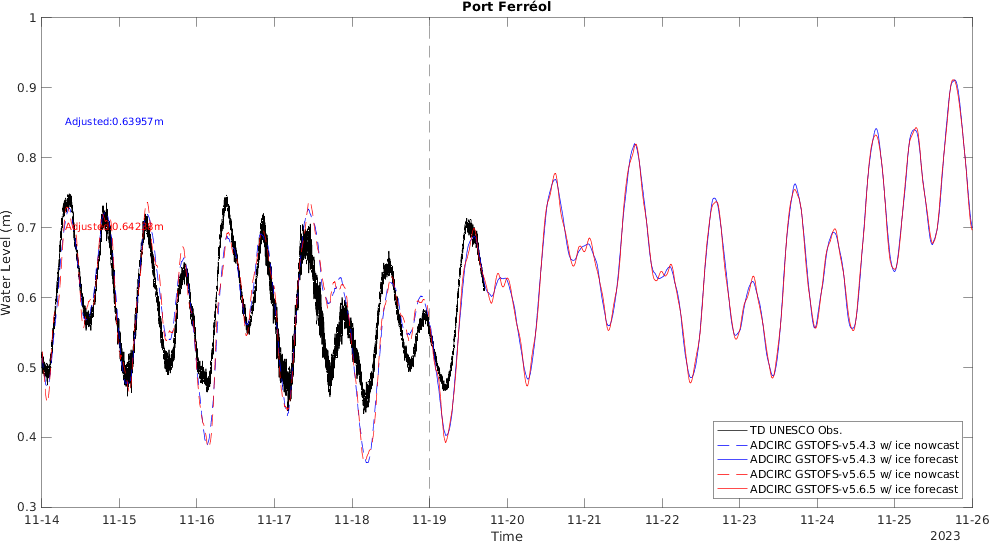 Port Ferréol
Water Level (m)
1
0.9
0.8
0.7
0.6
0.5
0.4
0.3
Adjusted:0.63957m
TD UNESCO Obs.
ADCIRC GSTOFS-v5.4.3 w/ ice nowcast
ADCIRC GSTOFS-v5.4.3 w/ ice forecast
ADCIRC GSTOFS-v5.6.5 w/ ice nowcast
ADCIRC GSTOFS-v5.6.5 w/ ice forecast
11-14 11-15 11-16 11-17 11-18 11-19 11-20 11-21 11-22 11-23 11-24 11-25 11-26
Time
2023